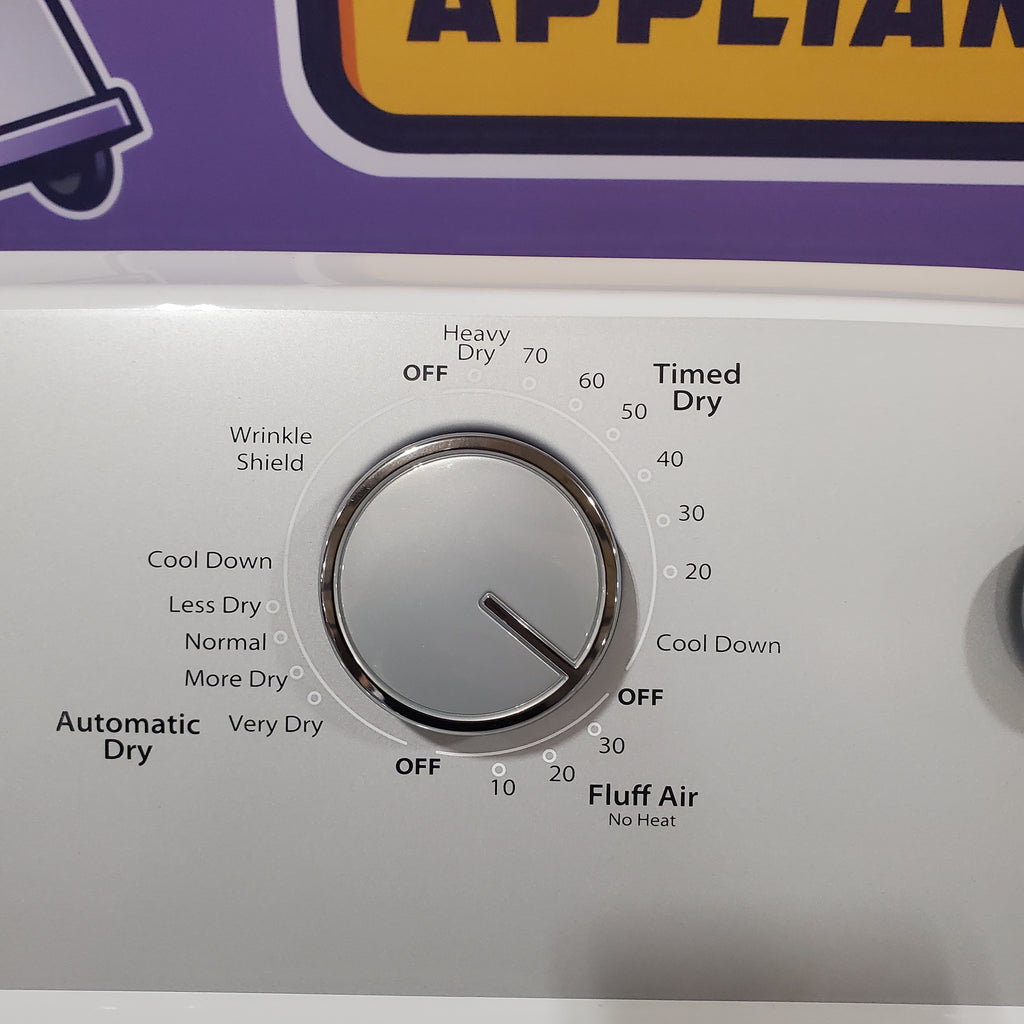 APPLIAN
Heavy
Dry
70
OFF
60
Timed
Dry
50
Wrinkle
Shield
40
30
Cool Down
20
Less Dry
Normal
Cool Down
More Dry
OFF
Automatic
Dry
Very Dry
30
OFF
20
10
Fluff Air
No Heat